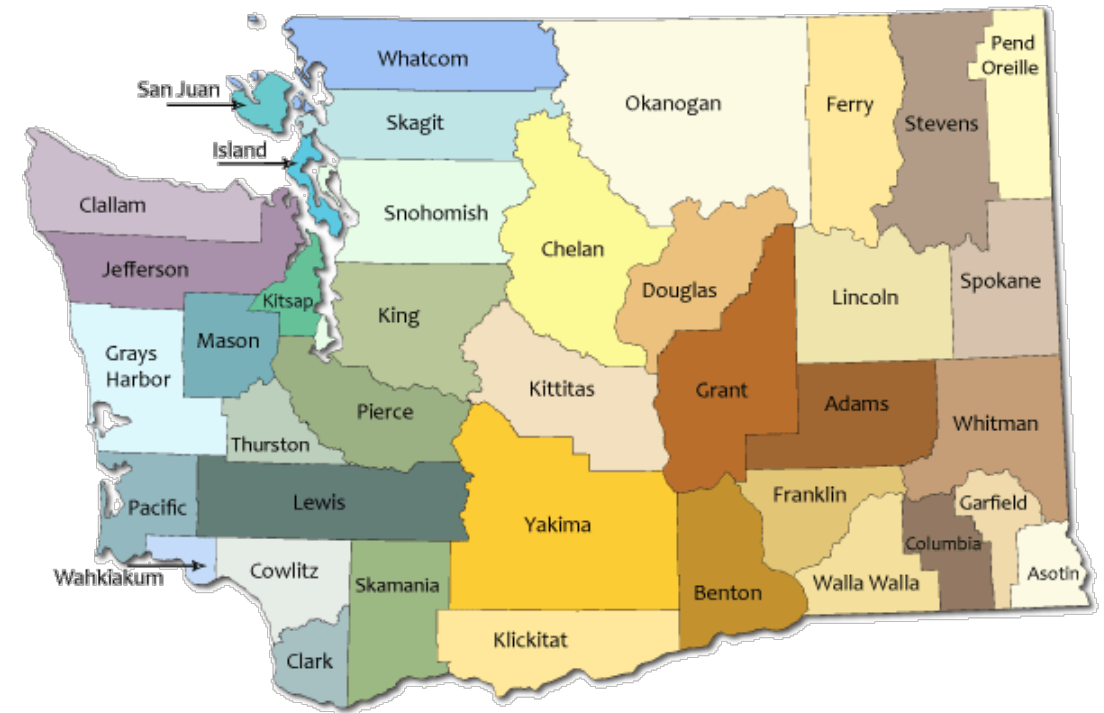 Whatcom
Pend
Oreille
San Juan
Okanogan
Ferry
Skagit
Stevens
Island
Clallam
Snohomish
Chelan
Jefferson
Spokane
Kitsap
Douglas
Lincoln
King
Mason
Grays
Harbor
Kittitas
Grant
Adams
Pierce
Whitman
Thurston
Lewis
Pacific
Franklin
Garfield
Yakima
Columbia
Cowlitz
Wahkiakum
Skamania
Asotin
Walla Walla
Benton
Klickitat
Clark